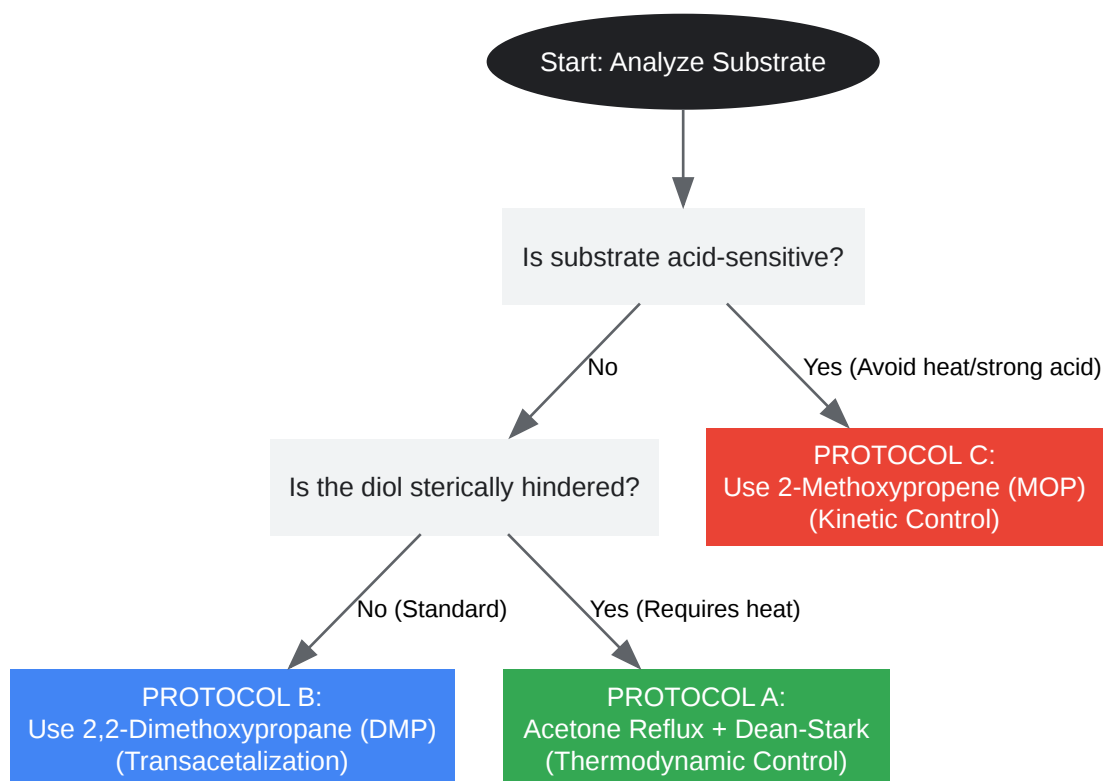 Start: Analyze Substrate
Is substrate acid-sensitive?
No
Yes (Avoid heat/strong acid)
PROTOCOL C:
Use 2-Methoxypropene (MOP)
(Kinetic Control)
Is the diol sterically hindered?
No (Standard)
Yes (Requires heat)
PROTOCOL B:
Use 2,2-Dimethoxypropane (DMP)
(Transacetalization)
PROTOCOL A:
Acetone Reflux + Dean-Stark
(Thermodynamic Control)